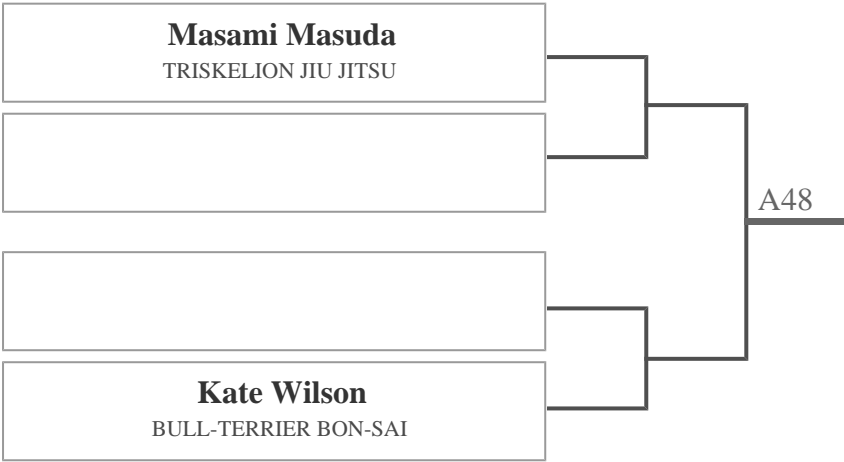 Masami Masuda
TRISKELION JIU JITSU
A48
Kate Wilson
BULL-TERRIER BON-SAI